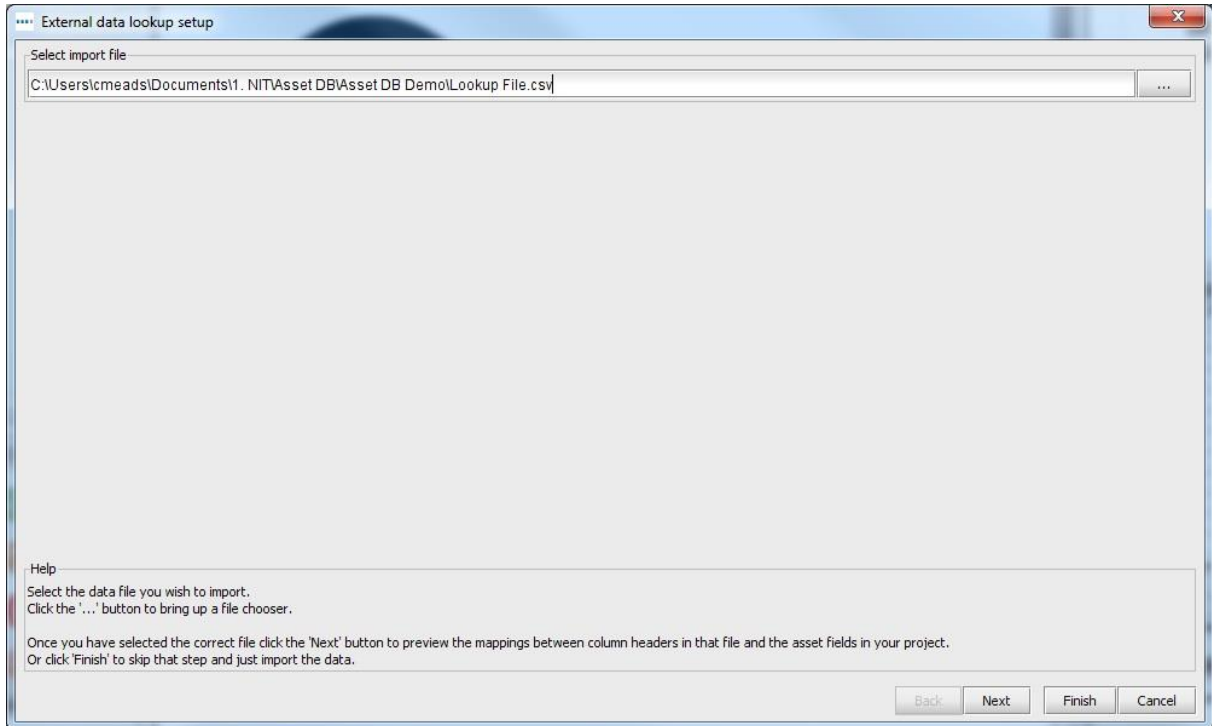 External data lookup setup
Select import file
C:\Users\cmeads\Documents\1. NIT\Asset DB\Asset DB Demo\Lookup File.csv
...
Help
Select the data file you wish to import.
Click the '...' button to bring up a file chooser.
Once you have selected the correct file click the 'Next' button to preview the mappings between column headers in that file and the asset fields in your project.
Or click 'Finish' to skip that step and just import the data.
Back Next Finish Cancel